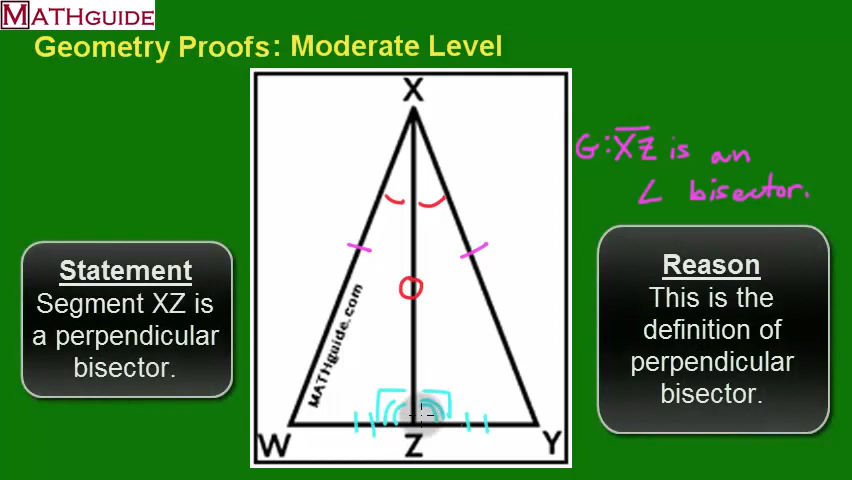 MATHGUIDE
Geometry Proofs: Moderate Level
X
G: XZ is an
∠ bisector.
Statement
Segment XZ is
a perpendicular
bisector.
Reason
This is the
definition of
perpendicular
bisector.
MATHguide.com
W Z Y